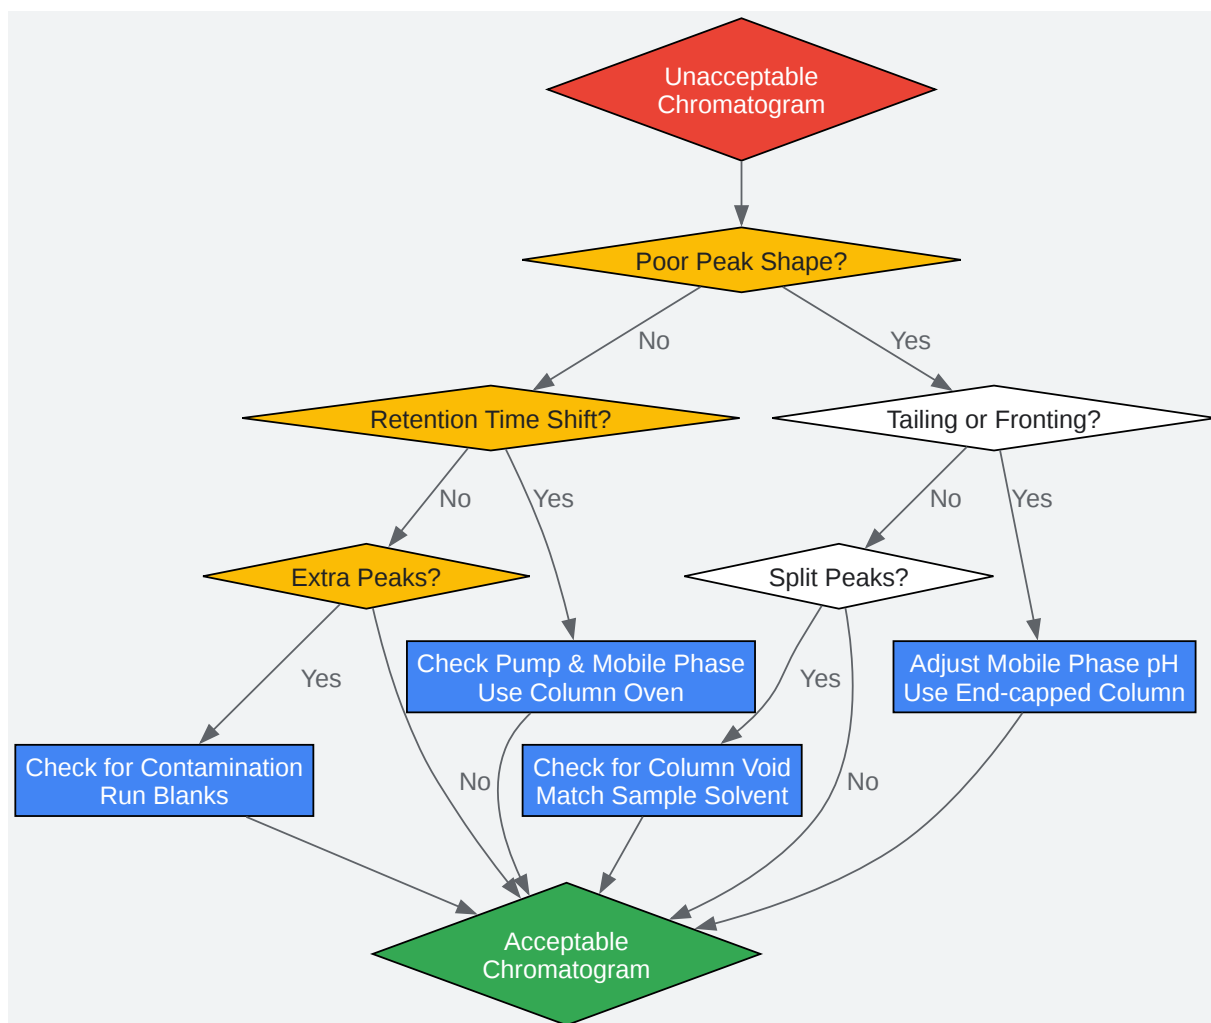 Unacceptable
Chromatogram
Poor Peak Shape?
No
Yes
Retention Time Shift?
Tailing or Fronting?
No
Yes
No
Yes
Extra Peaks?
Split Peaks?
Check Pump & Mobile Phase
Use Column Oven
Adjust Mobile Phase pH
Use End-capped Column
Yes
Yes
Check for Contamination
Run Blanks
No
Check for Column Void
Match Sample Solvent
No
Acceptable
Chromatogram